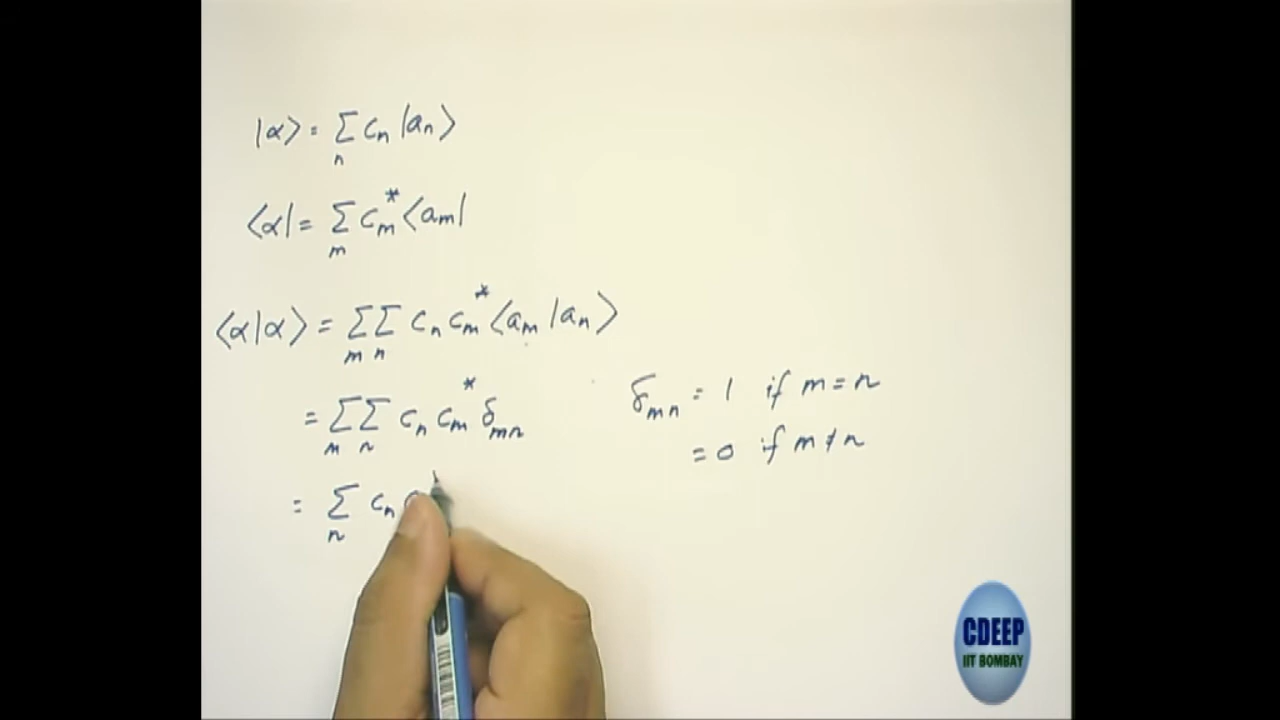 |α⟩ = Σ_n c_n |a_n⟩
⟨α| = Σ_m c_m^* ⟨a_m|
⟨α|α⟩ = Σ_m Σ_n c_n c_m^* ⟨a_m|a_n⟩
= Σ_m Σ_n c_n c_m^* δ_mn
δ_mn = 1 if m = n
= 0 if m ≠ n
= Σ_n c_n
CDEEP
IIT BOMBAY